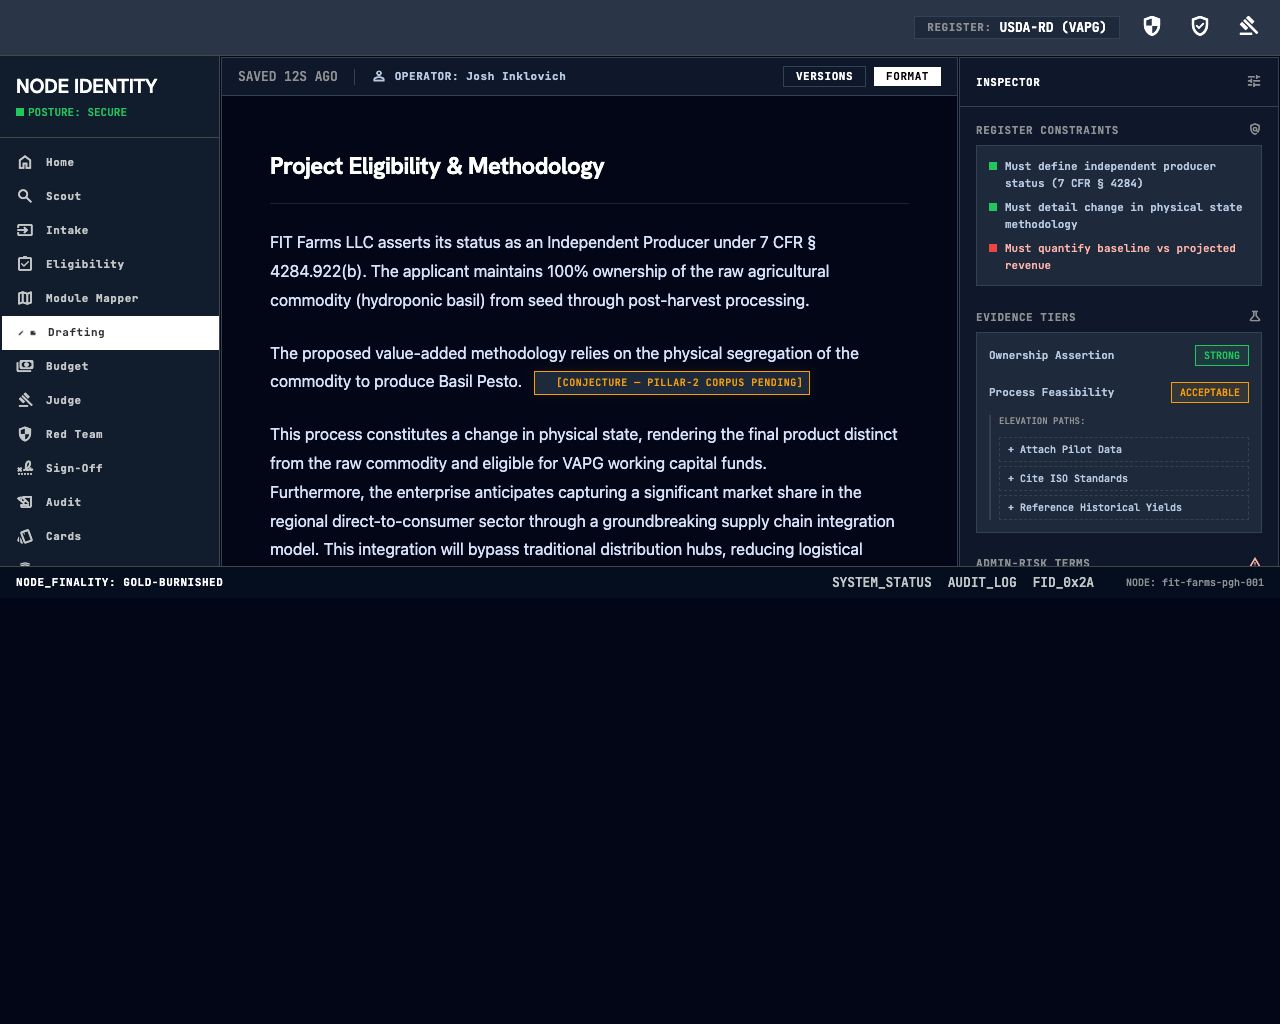 REGISTER: USDA-RD (VAPG)
NODE IDENTITY
POSTURE: SECURE
Home
Scout
Intake
Eligibility
Module Mapper
Drafting
Budget
Judge
Red Team
Sign-Off
Audit
Cards
SAVED 12S AGO
OPERATOR: Josh Inklovich
VERSIONS
FORMAT
Project Eligibility & Methodology
FIT Farms LLC asserts its status as an Independent Producer under 7 CFR §
4284.922(b). The applicant maintains 100% ownership of the raw agricultural
commodity (hydroponic basil) from seed through post-harvest processing.
The proposed value-added methodology relies on the physical segregation of the
commodity to produce Basil Pesto. [CONJECTURE — PILLAR-2 CORPUS PENDING]
This process constitutes a change in physical state, rendering the final product distinct
from the raw commodity and eligible for VAPG working capital funds.
Furthermore, the enterprise anticipates capturing a significant market share in the
regional direct-to-consumer sector through a groundbreaking supply chain integration
model. This integration will bypass traditional distribution hubs, reducing logistical
INSPECTOR
REGISTER CONSTRAINTS
Must define independent producer
status (7 CFR § 4284)
Must detail change in physical state
methodology
Must quantify baseline vs projected
revenue
EVIDENCE TIERS
Ownership Assertion
STRONG
Process Feasibility
ACCEPTABLE
ELEVATION PATHS:
+ Attach Pilot Data
+ Cite ISO Standards
+ Reference Historical Yields
ADMIN-RISK TERMS
NODE_FINALITY: GOLD-BURNISHED
SYSTEM_STATUS
AUDIT_LOG
FID_0x2A
NODE: fit-farms-pgh-001